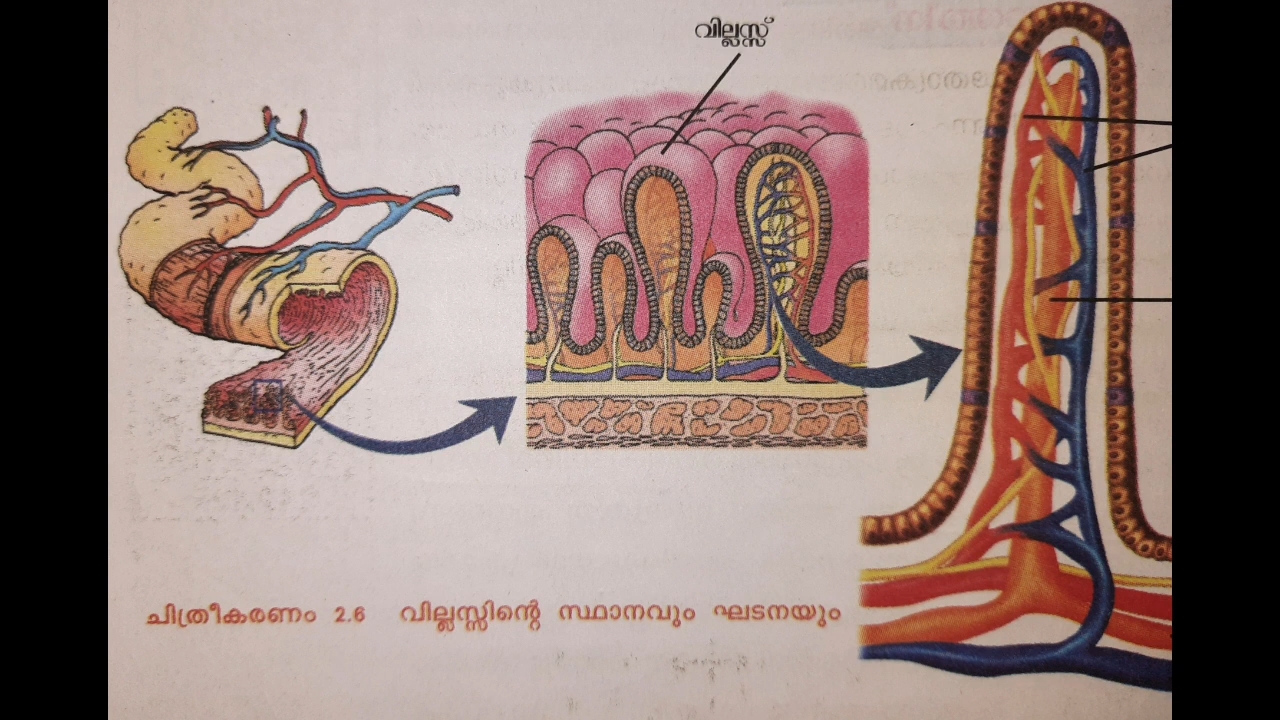 വില്ലസ്സ്
ചിത്രീകരണം 2.6 വില്ലസ്സിന്റെ സ്ഥാനവും ഘടനയും